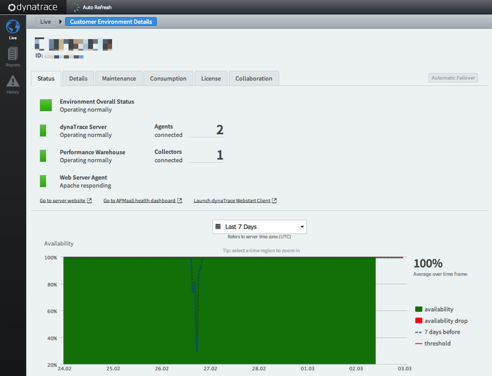 dynatrace
Auto Refresh
Live
Customer Environment Details
Live
Reports
History
ID:
Status
Details
Maintenance
Consumption
License
Collaboration
Automatic Failover
Environment Overall Status
Operating normally
dynaTrace Server
Operating normally
Agents
connected
2
Performance Warehouse
Operating normally
Collectors
connected
1
Web Server Agent
Apache responding
Go to server website
Go to APMaaS health dashboard
Launch dynaTrace Webstart Client
Last 7 Days
Refers to server time zone (UTC)
Tip: select a time region to zoom in
Availability
100%
80%
60%
40%
20%
24.02
25.02
26.02
27.02
28.02
01.03
02.03
03.03
100%
Average over time frame
availability
availability drop
7 days before
threshold